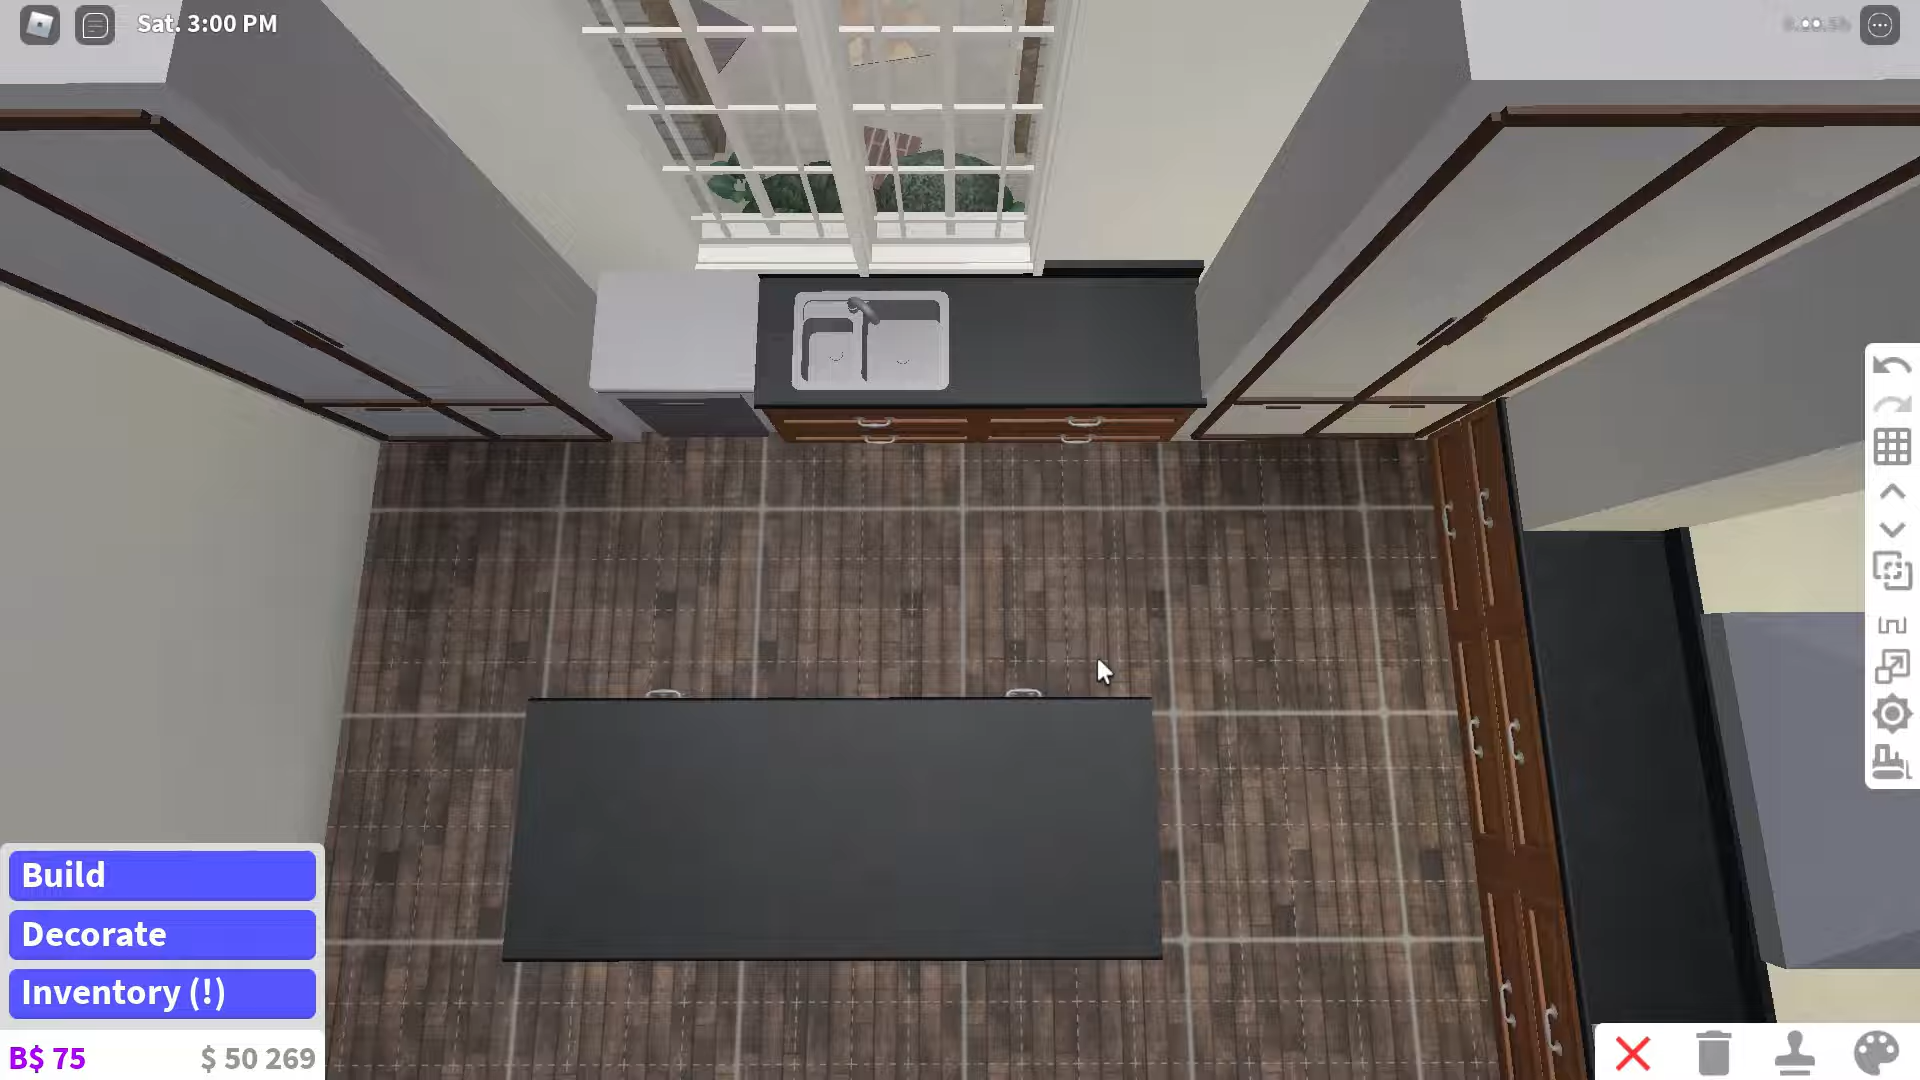 Sat. 3:00 PM
Build
Decorate
Inventory (!)
B$ 75
$ 50 269